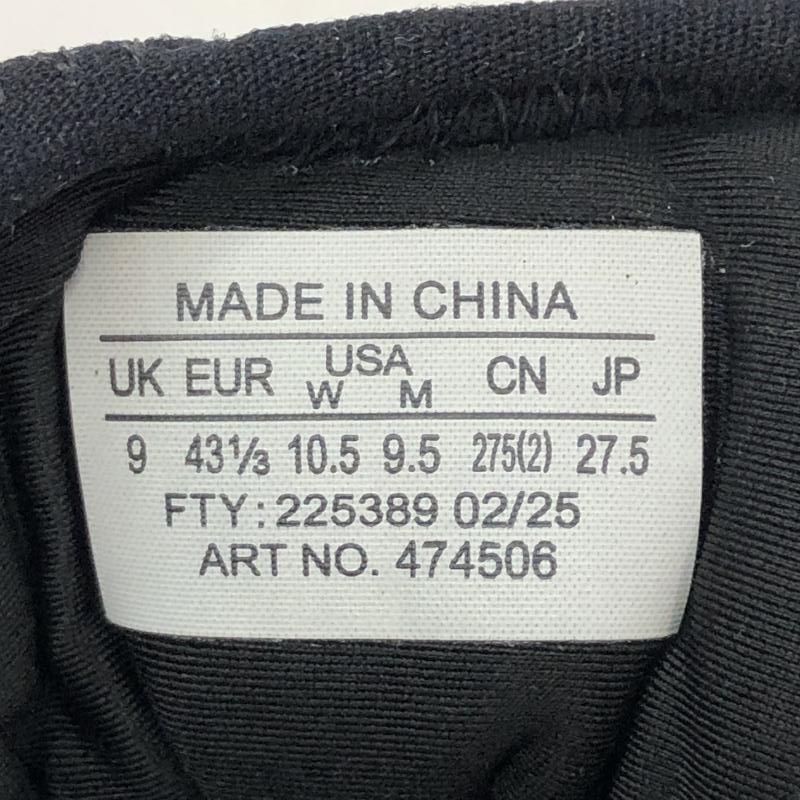 MADE IN CHINA
UK EUR USA CN JP
W M
9 43⅓ 10.5 9.5 275(2) 27.5
FTY: 225389 02/25
ART NO. 474506